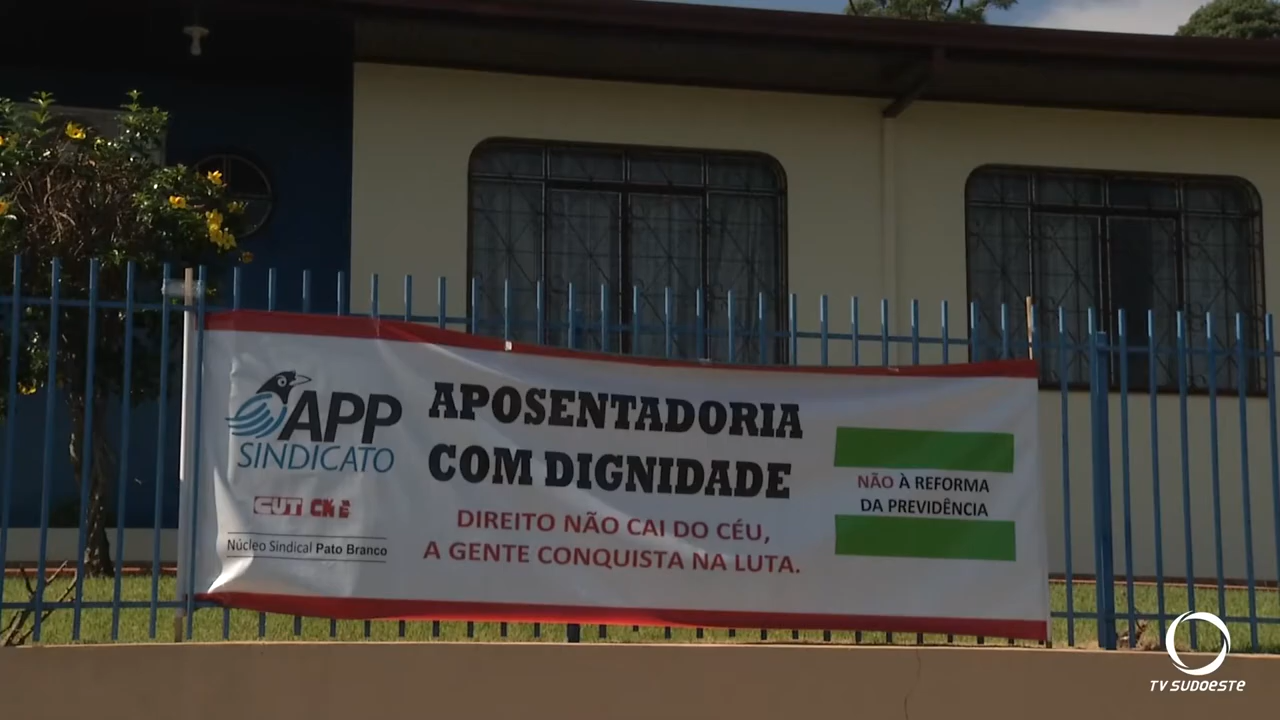 APP
SINDICATO
CUT CNTE
Núcleo Sindical Pato Branco
APOSENTADORIA
COM DIGNIDADE
DIREITO NÃO CAI DO CÉU,
A GENTE CONQUISTA NA LUTA.
NÃO À REFORMA
DA PREVIDÊNCIA
TV SUDOESTE